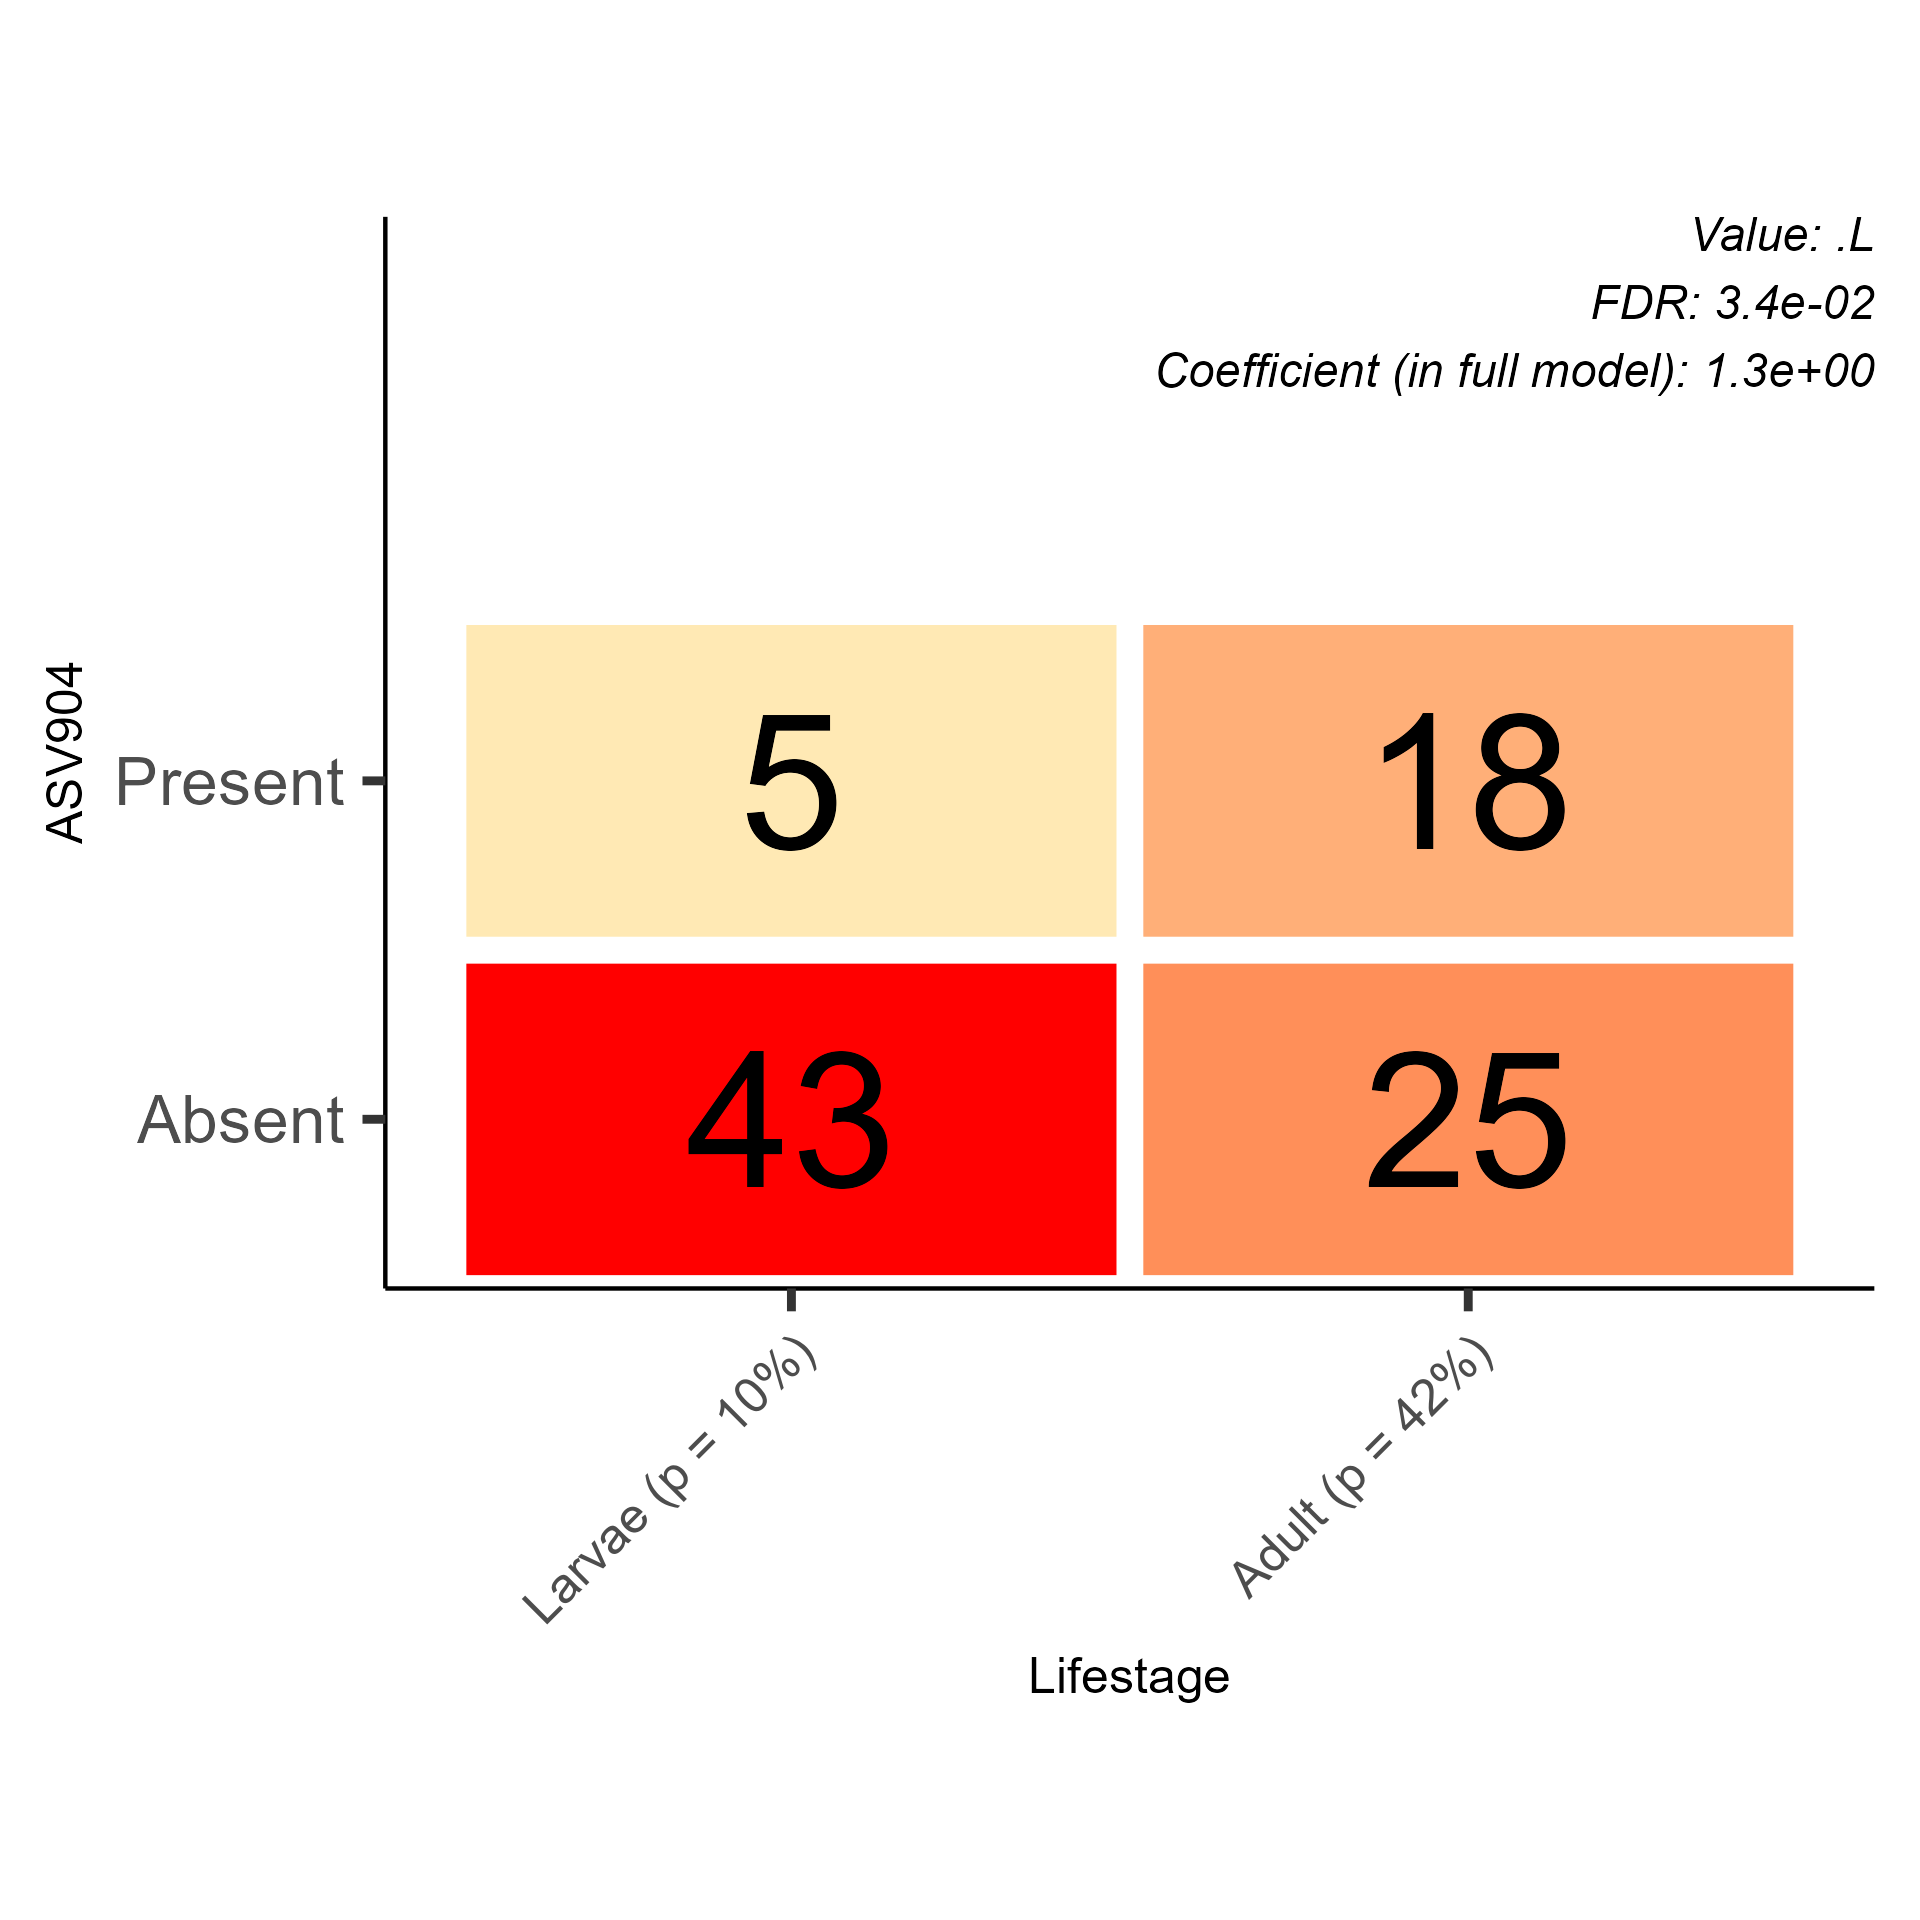 Value: .L
FDR: 3.4e-02
Coefficient (in full model): 1.3e+00
ASV904
Present
5
18
Absent
43
25
Larvae (p = 10%)
Adult (p = 42%)
Lifestage